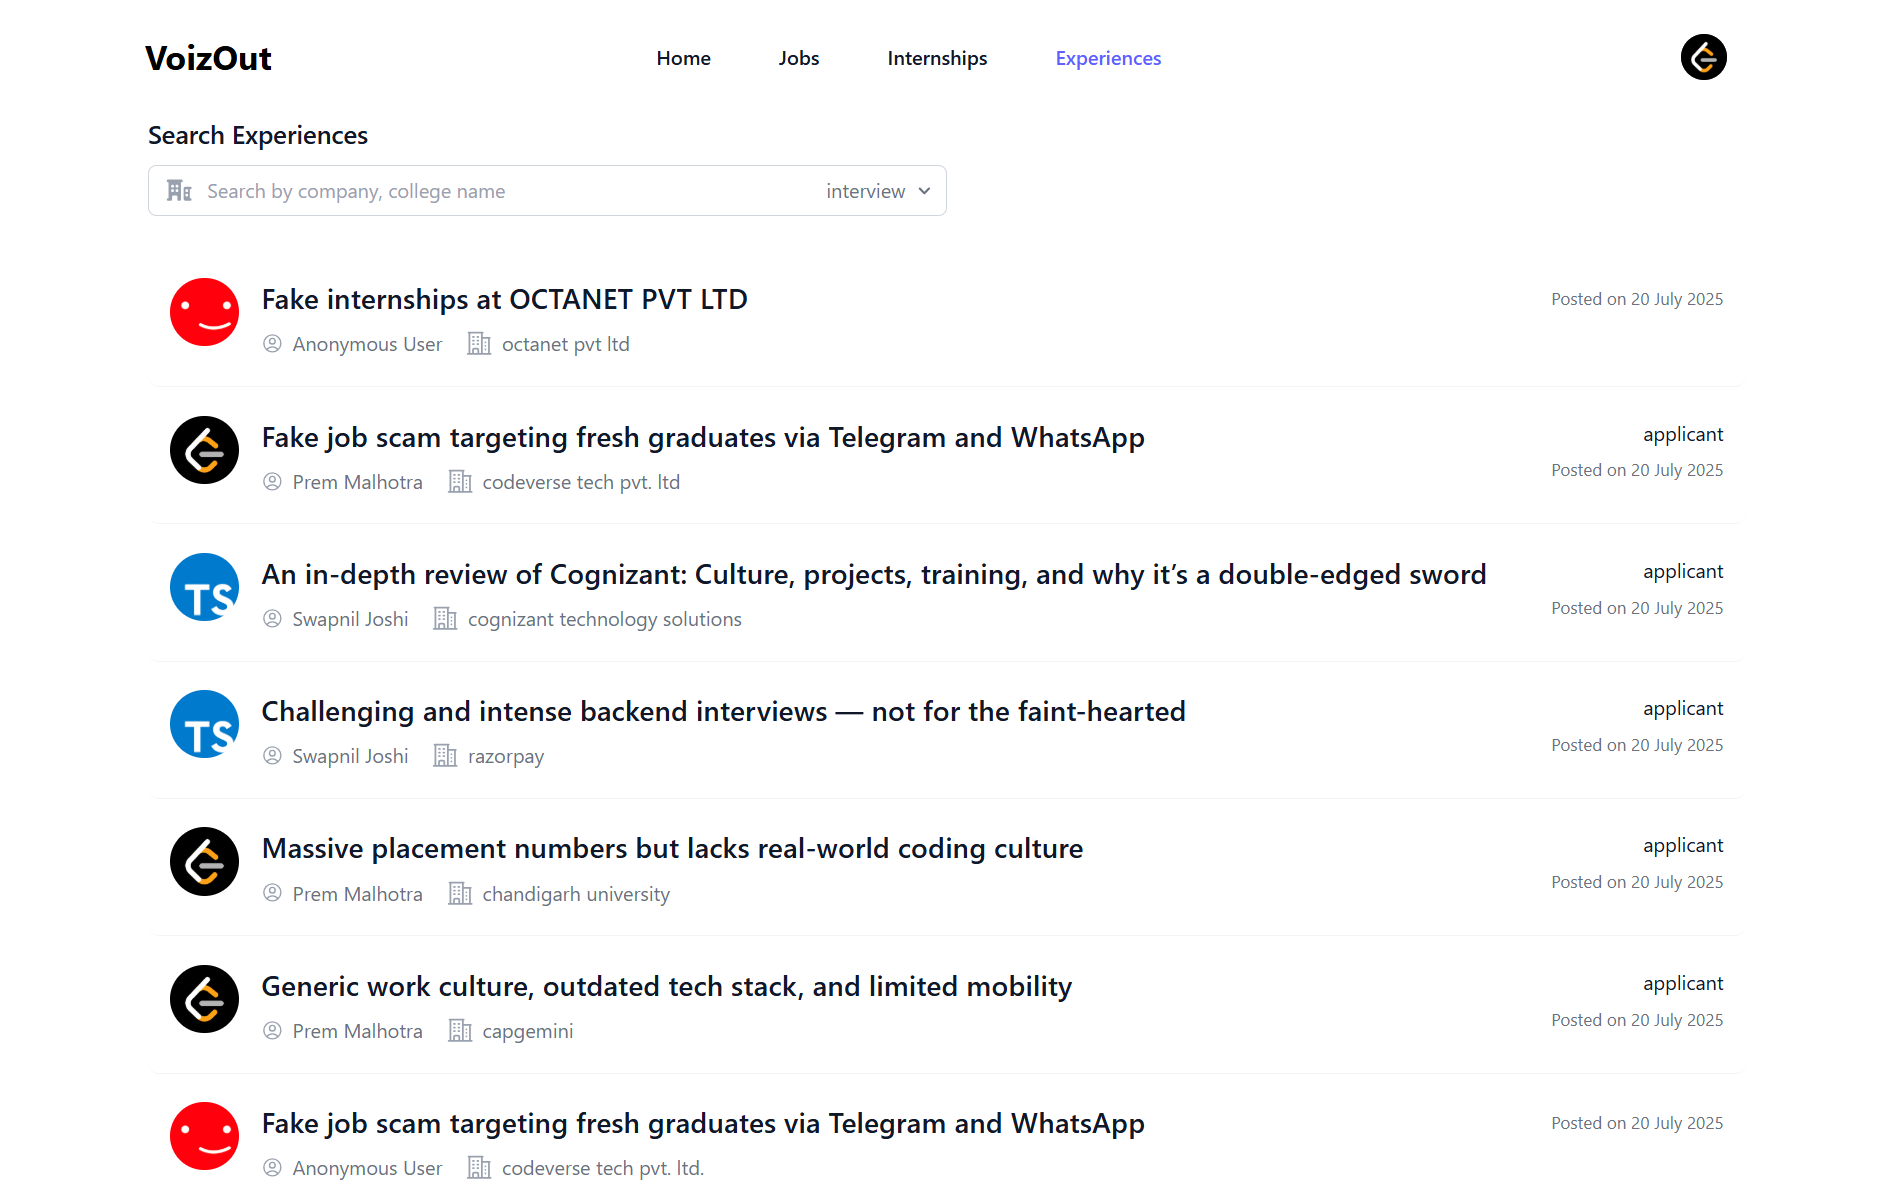 VoizOut
Home Jobs Internships Experiences
Search Experiences
Search by company, college name interview
Fake internships at OCTANET PVT LTD
Posted on 20 July 2025
Anonymous User octanet pvt ltd
Fake job scam targeting fresh graduates via Telegram and WhatsApp
applicant
Posted on 20 July 2025
Prem Malhotra codeverse tech pvt. ltd
TS
An in-depth review of Cognizant: Culture, projects, training, and why it’s a double-edged sword
applicant
Posted on 20 July 2025
Swapnil Joshi cognizant technology solutions
TS
Challenging and intense backend interviews — not for the faint-hearted
applicant
Posted on 20 July 2025
Swapnil Joshi razorpay
Massive placement numbers but lacks real-world coding culture
applicant
Posted on 20 July 2025
Prem Malhotra chandigarh university
Generic work culture, outdated tech stack, and limited mobility
applicant
Posted on 20 July 2025
Prem Malhotra capgemini
Fake job scam targeting fresh graduates via Telegram and WhatsApp
Posted on 20 July 2025
Anonymous User codeverse tech pvt. ltd.